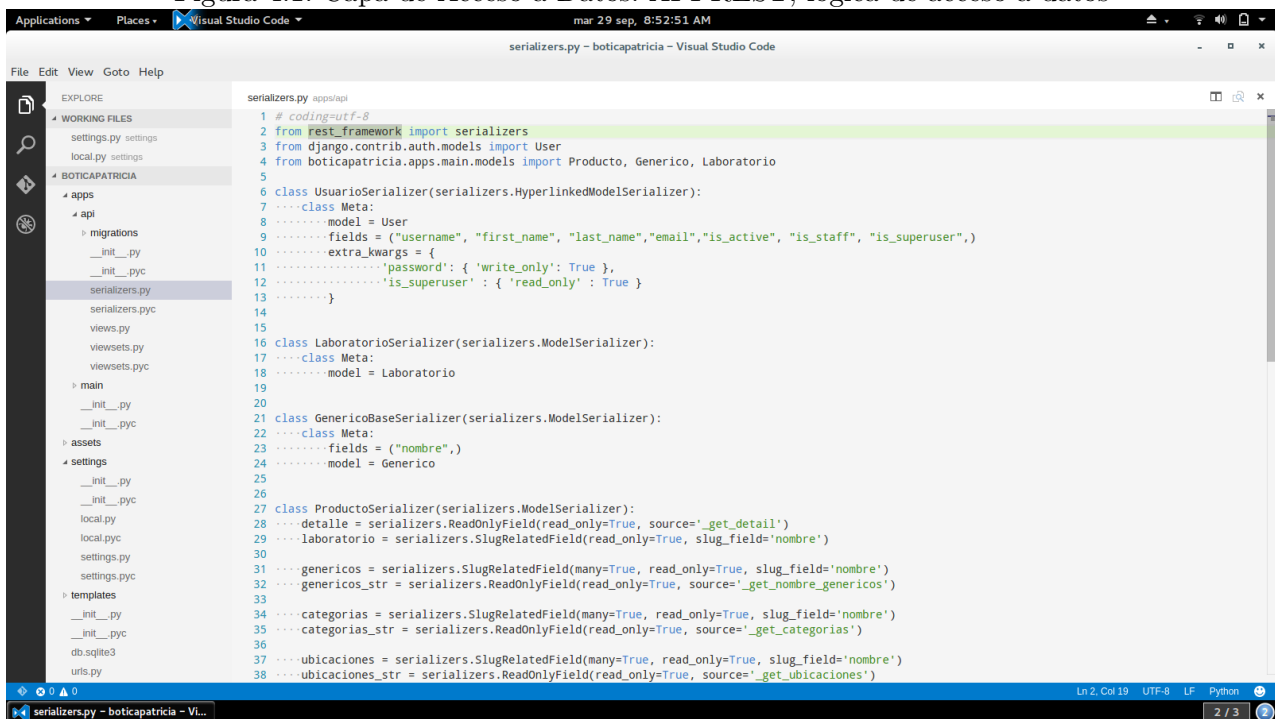 Figura 4.1: Capa de Acceso a Datos: API REST, lógica de acceso a datos
Applications Places Visual Studio Code mar 29 sep, 8:52:51 AM
serializers.py - boticapatricia - Visual Studio Code
File Edit View Goto Help
EXPLORE
WORKING FILES
settings.py settings
local.py settings
BOTICAPATRICIA
apps
api
migrations
__init__.py
__init__.pyc
serializers.py
serializers.pyc
views.py
viewsets.py
viewsets.pyc
main
__init__.py
__init__.pyc
assets
settings
__init__.py
__init__.pyc
local.py
local.pyc
settings.py
settings.pyc
templates
__init__.py
__init__.pyc
db.sqlite3
urls.py
serializers.py apps/api
1 # coding=utf-8
2 from rest_framework import serializers
3 from django.contrib.auth.models import User
4 from boticapatricia.apps.main.models import Producto, Generico, Laboratorio
5
6 class UsuarioSerializer(serializers.HyperlinkedModelSerializer):
7 ····class Meta:
8 ········model = User
9 ········fields = ("username", "first_name", "last_name","email","is_active", "is_staff", "is_superuser",)
10 ········extra_kwargs = {
11 ················'password': { 'write_only': True },
12 ················'is_superuser' : { 'read_only' : True }
13 ········}
14
15
16 class LaboratorioSerializer(serializers.ModelSerializer):
17 ····class Meta:
18 ········model = Laboratorio
19
20
21 class GenericoBaseSerializer(serializers.ModelSerializer):
22 ····class Meta:
23 ········fields = ("nombre",)
24 ········model = Generico
25
26
27 class ProductoSerializer(serializers.ModelSerializer):
28 ····detalle = serializers.ReadOnlyField(read_only=True, source='_get_detail')
29 ····laboratorio = serializers.SlugRelatedField(read_only=True, slug_field='nombre')
30
31 ····genericos = serializers.SlugRelatedField(many=True, read_only=True, slug_field='nombre')
32 ····genericos_str = serializers.ReadOnlyField(read_only=True, source='_get_nombre_genericos')
33
34 ····categorias = serializers.SlugRelatedField(many=True, read_only=True, slug_field='nombre')
35 ····categorias_str = serializers.ReadOnlyField(read_only=True, source='_get_categorias')
36
37 ····ubicaciones = serializers.SlugRelatedField(many=True, read_only=True, slug_field='nombre')
38 ····ubicaciones_str = serializers.ReadOnlyField(read_only=True, source='_get_ubicaciones')
0 0 Ln 2, Col 19 UTF-8 LF Python
serializers.py - boticapatricia - Vi... 2 / 3 2